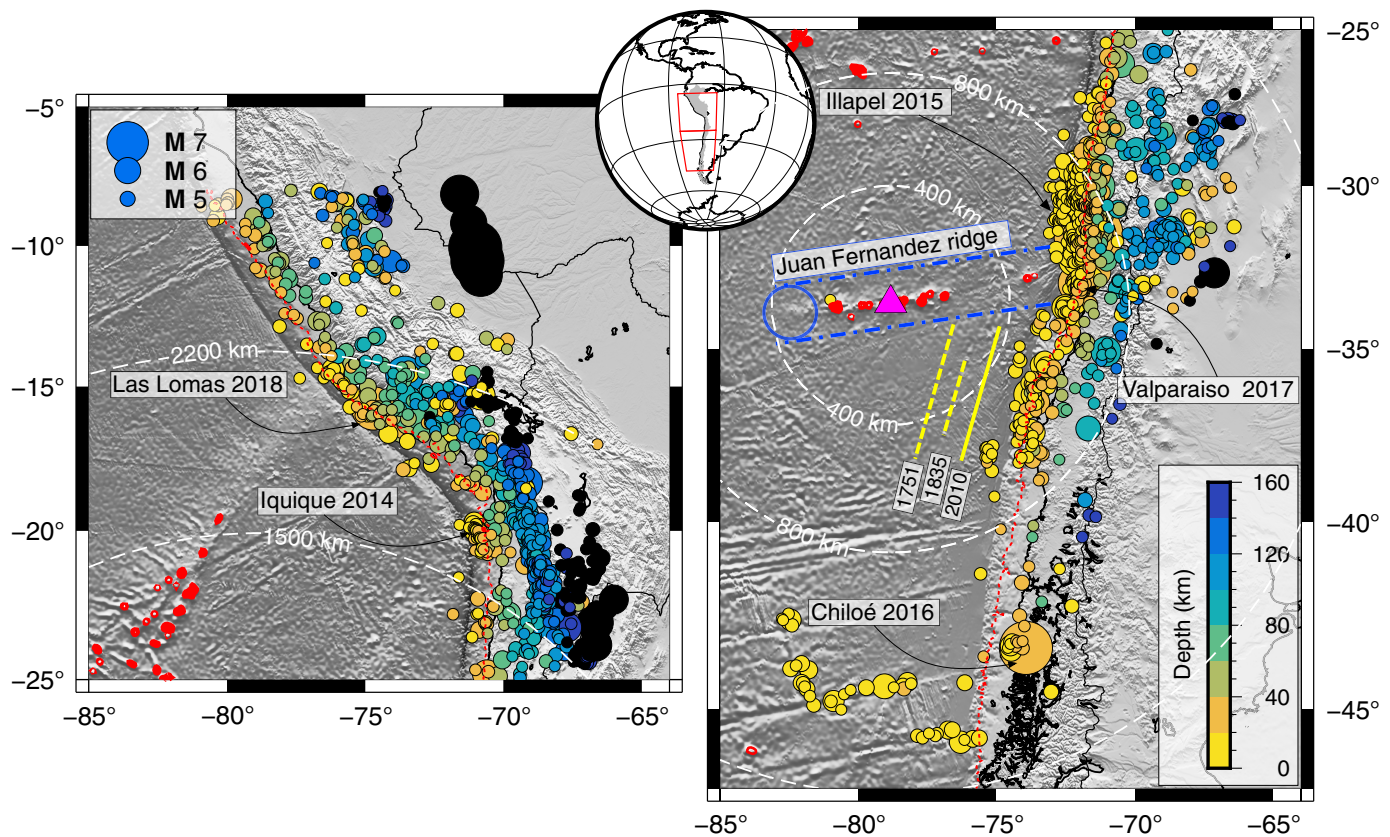 −5°
−10°
−15°
−20°
−25°
−85°
−80°
−75°
−70°
−65°
M 7
M 6
M 5
2200 km
Las Lomas 2018
Iquique 2014
1500 km
−25°
−30°
−35°
−40°
−45°
−85°
−80°
−75°
−70°
−65°
800 km
Illapel 2015
400 km
Juan Fernandez ridge
400 km
Valparaiso 2017
1751
1835
2010
800 km
Chiloé 2016
Depth (km)
160
120
80
40
0